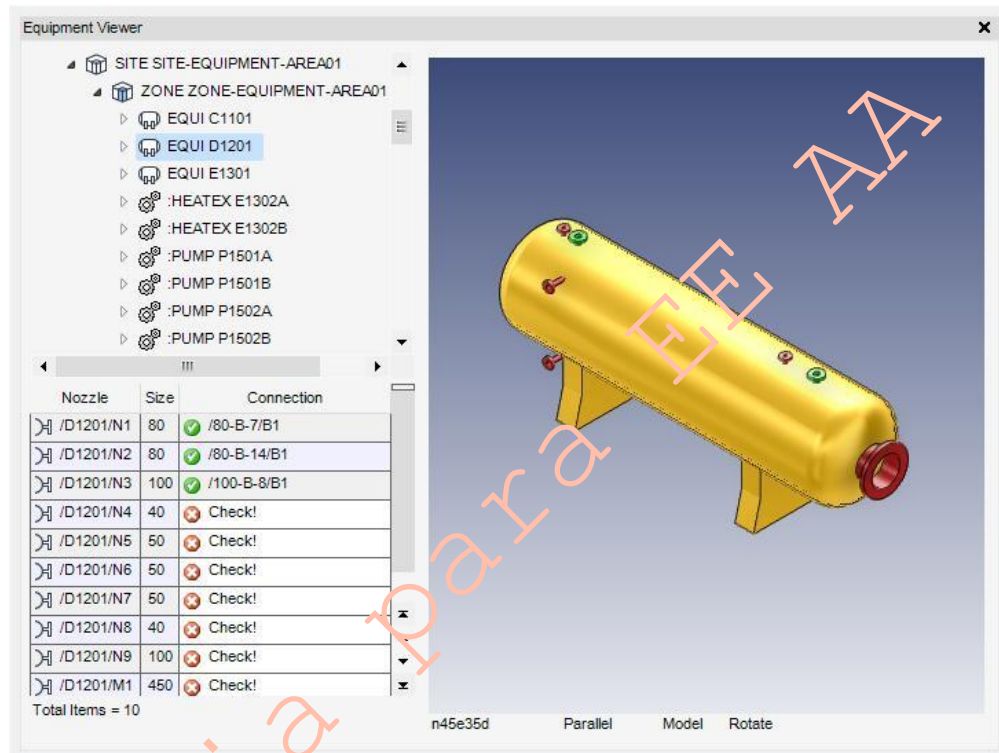 Equipment Viewer
SITE SITE-EQUIPMENT-AREA01
ZONE ZONE-EQUIPMENT-AREA01
EQUI C1101
EQUI D1201
EQUI E1301
:HEATEX E1302A
:HEATEX E1302B
:PUMP P1501A
:PUMP P1501B
:PUMP P1502A
:PUMP P1502B
Nozzle Size Connection
/D1201/N1 80 /80-B-7/B1
/D1201/N2 80 /80-B-14/B1
/D1201/N3 100 /100-B-8/B1
/D1201/N4 40 Check!
/D1201/N5 50 Check!
/D1201/N6 50 Check!
/D1201/N7 50 Check!
/D1201/N8 40 Check!
/D1201/N9 100 Check!
/D1201/M1 450 Check!
Total Items = 10
n45e35d Parallel Model Rotate
ia para EE AA